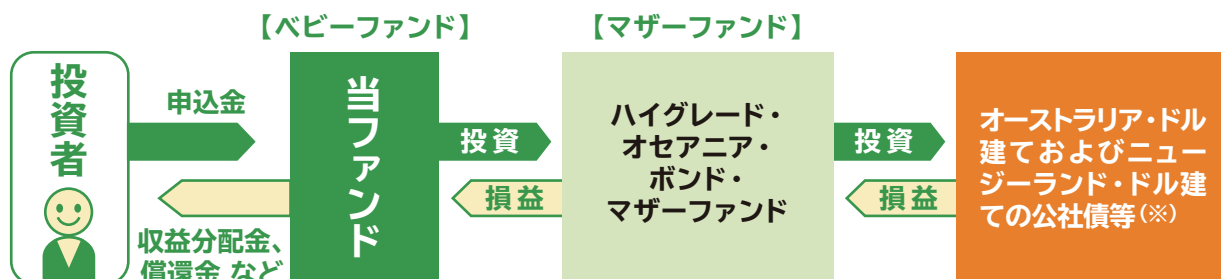 【ベビーファンド】
【マザーファンド】
投資者
申込金
収益分配金、
償還金 など
当ファンド
投資
損益
ハイグレード・
オセアニア・
ボンド・
マザーファンド
投資
損益
オーストラリア・ドル
建ておよびニュー
ジーランド・ドル建
ての公社債等(※)